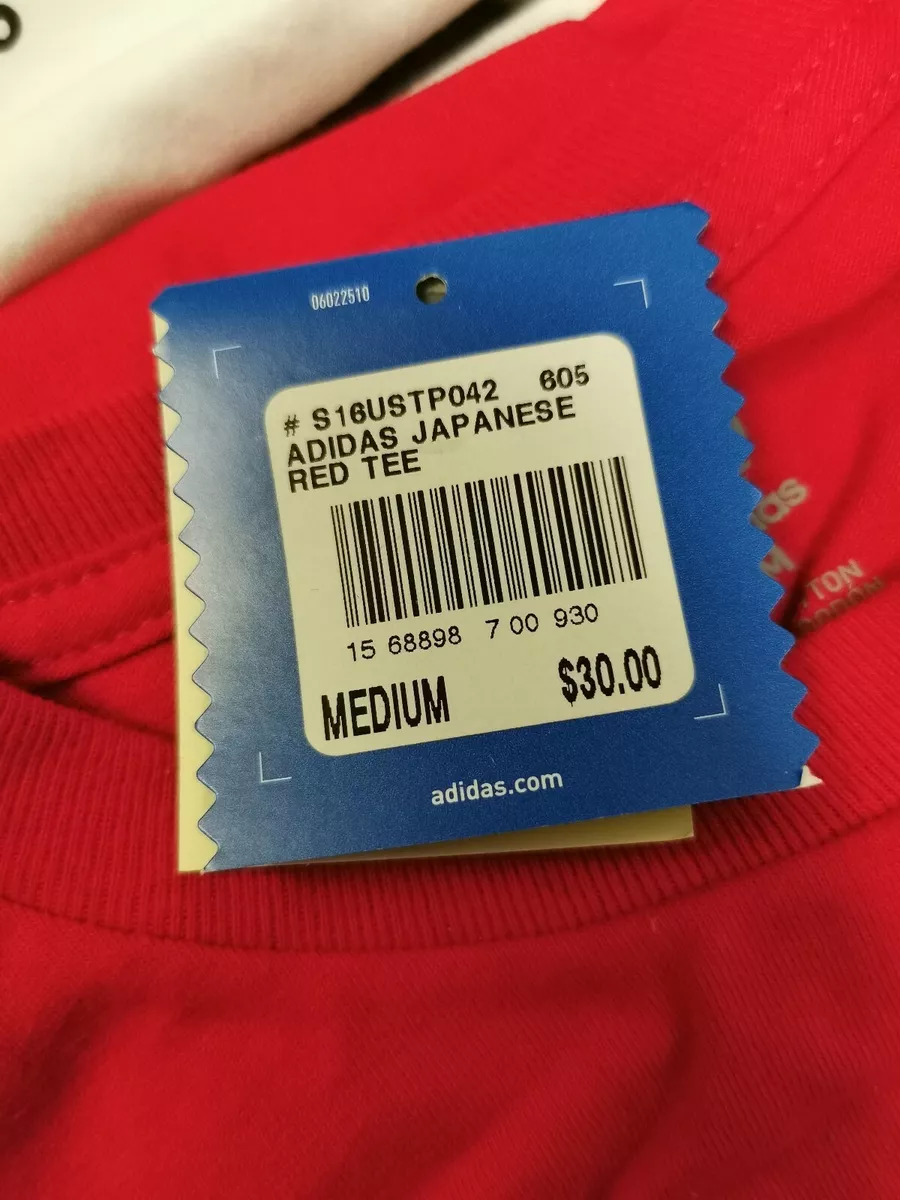 06022510
# S16USTP042 605
ADIDAS JAPANESE
RED TEE
15 68898 7 00 930
MEDIUM $30.00
adidas.com